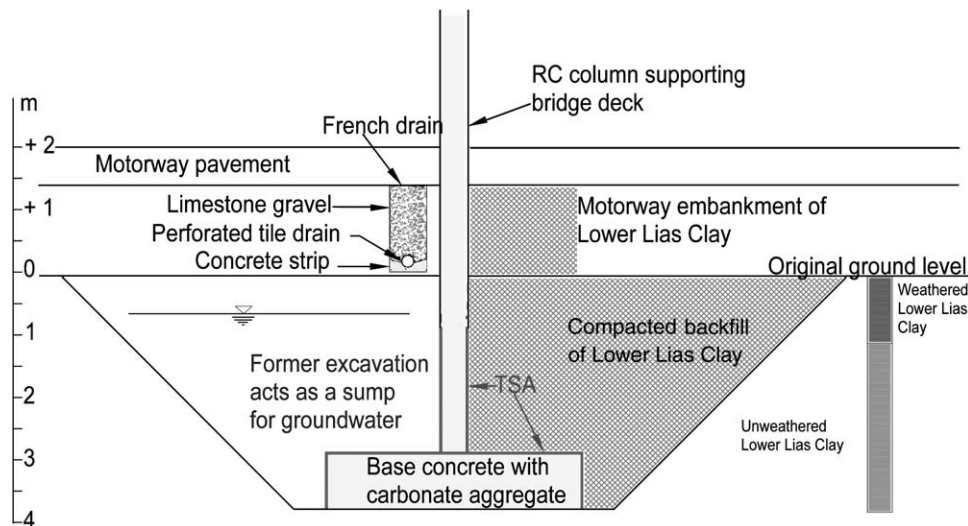 m
RC column supporting
bridge deck
French drain
+ 2
Motorway pavement
+ 1
Limestone gravel
Motorway embankment of
Lower Lias Clay
Perforated tile drain
Concrete strip
0
Original ground level
Weathered
Lower Lias
Clay
1
Compacted backfill
of Lower Lias Clay
Former excavation
acts as a sump
for groundwater
TSA
2
Unweathered
Lower Lias Clay
3
Base concrete with
carbonate aggregate
4